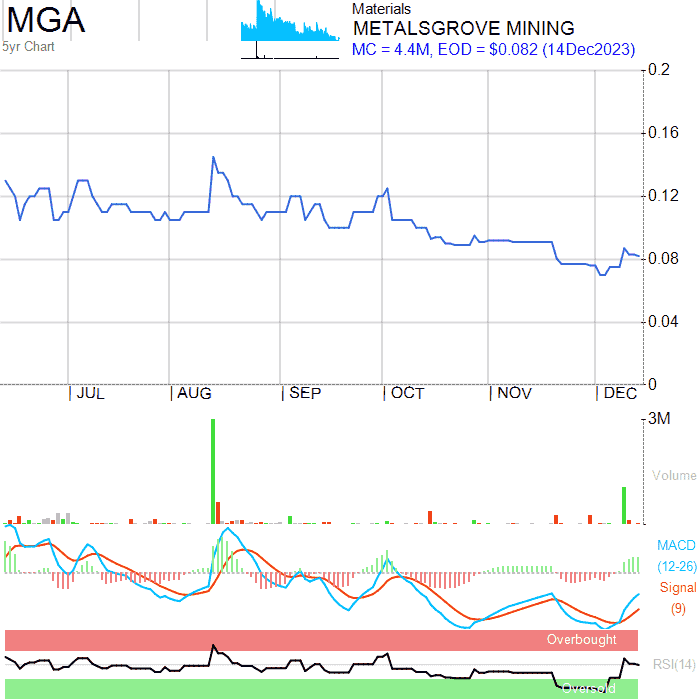 MGA
5yr Chart
Materials
METALSGROVE MINING
MC = 4.4M, EOD = $0.082 (14Dec2023)
0.2
0.16
0.12
0.08
0.04
0
JUL
AUG
SEP
OCT
NOV
DEC
3M
Volume
MACD
(12-26)
Signal
(9)
Overbought
RSI(14)
Oversold